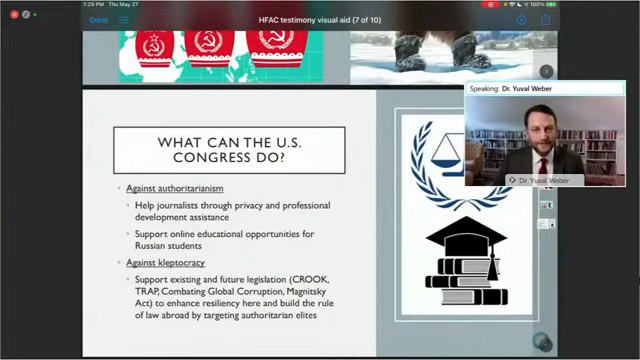 1:29 PM Thu May 27
100%
Done
HFAC testimony visual aid (7 of 10)
Speaking: Dr. Yuval Weber
Dr. Yuval Weber
WHAT CAN THE U.S.
CONGRESS DO?
Against authoritarianism
Help journalists through privacy and professional
development assistance
Support online educational opportunities for
Russian students
Against kleptocracy
Support existing and future legislation (CROOK,
TRAP, Combating Global Corruption, Magnitsky
Act) to enhance resiliency here and build the rule
of law abroad by targeting authoritarian elites